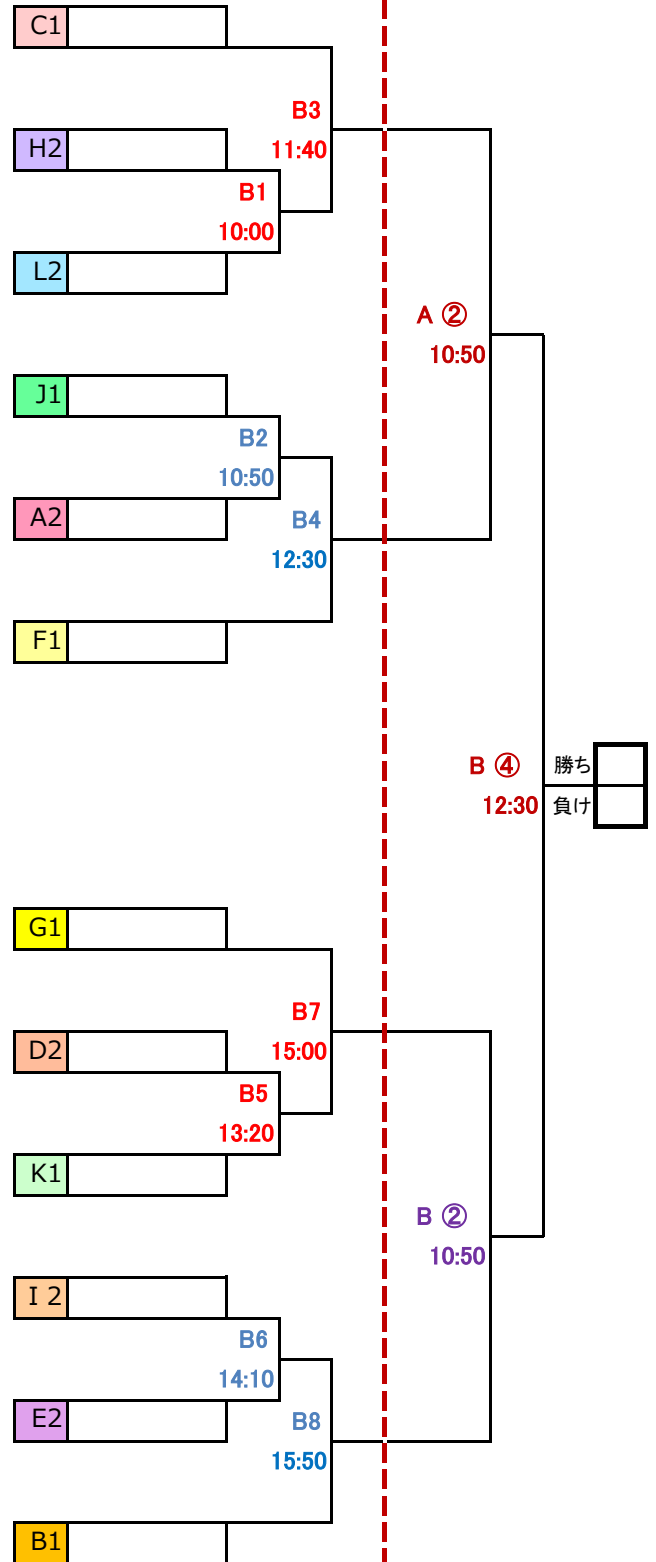 C1
B3
11:40
H2
B1
10:00
L2
A ②
10:50
J1
B2
10:50
A2
B4
12:30
F1
B ④
12:30
勝ち
負け
G1
B7
15:00
D2
B5
13:20
K1
B ②
10:50
I 2
B6
14:10
E2
B8
15:50
B1